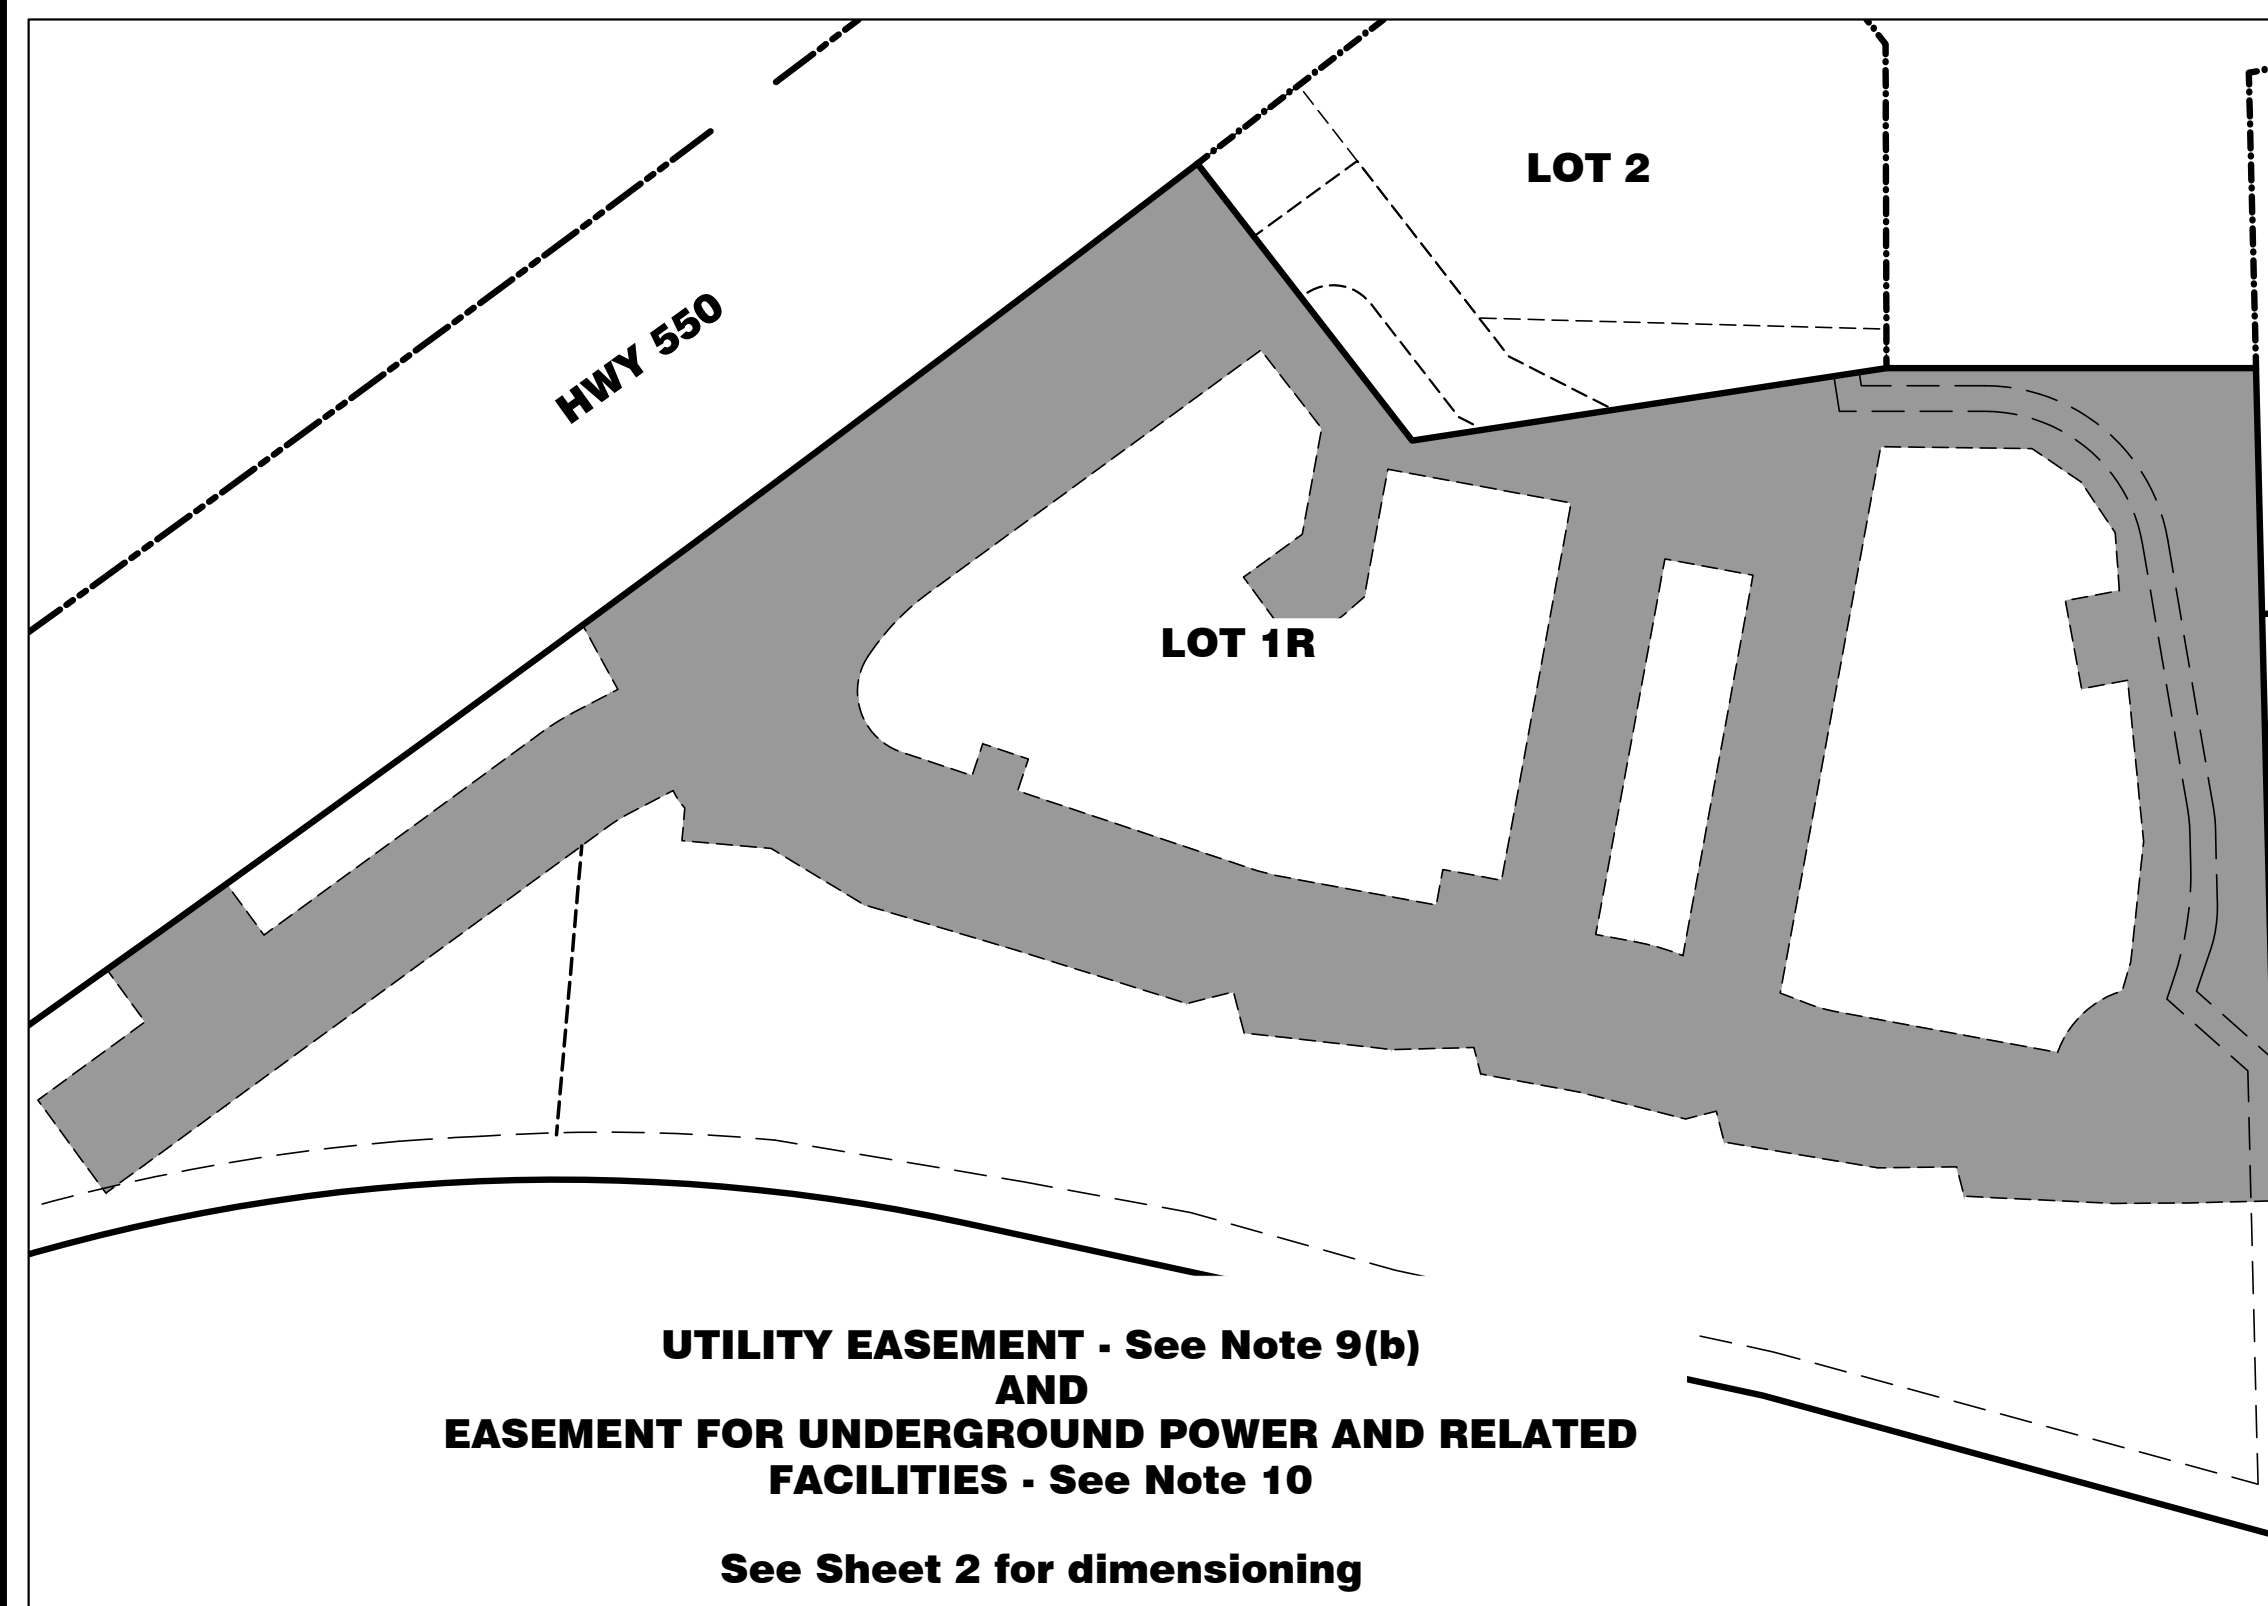 LOT 2
HWY 550
LOT 1R
UTILITY EASEMENT - See Note 9(b)
AND
EASEMENT FOR UNDERGROUND POWER AND RELATED
FACILITIES - See Note 10
See Sheet 2 for dimensioning